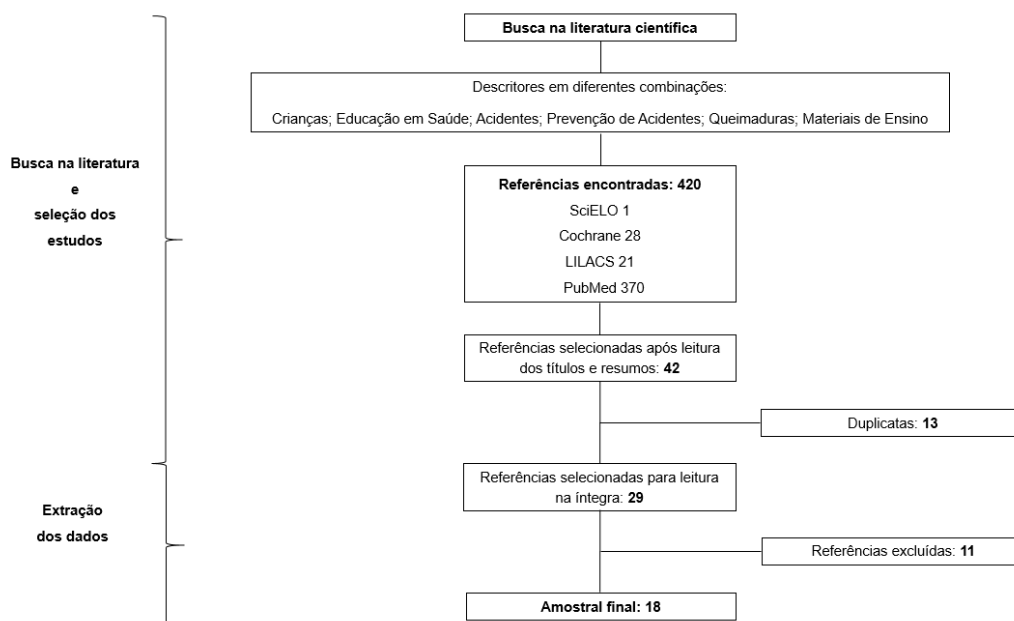 Busca na literatura científica
Descritores em diferentes combinações:
Crianças; Educação em Saúde; Acidentes; Prevenção de Acidentes; Queimaduras; Materiais de Ensino
Busca na literatura
e
seleção dos
estudos
Referências encontradas: 420
SciELO 1
Cochrane 28
LILACS 21
PubMed 370
Referências selecionadas após leitura
dos títulos e resumos: 42
Duplicatas: 13
Referências selecionadas para leitura
na íntegra: 29
Extração
dos dados
Referências excluídas: 11
Amostral final: 18